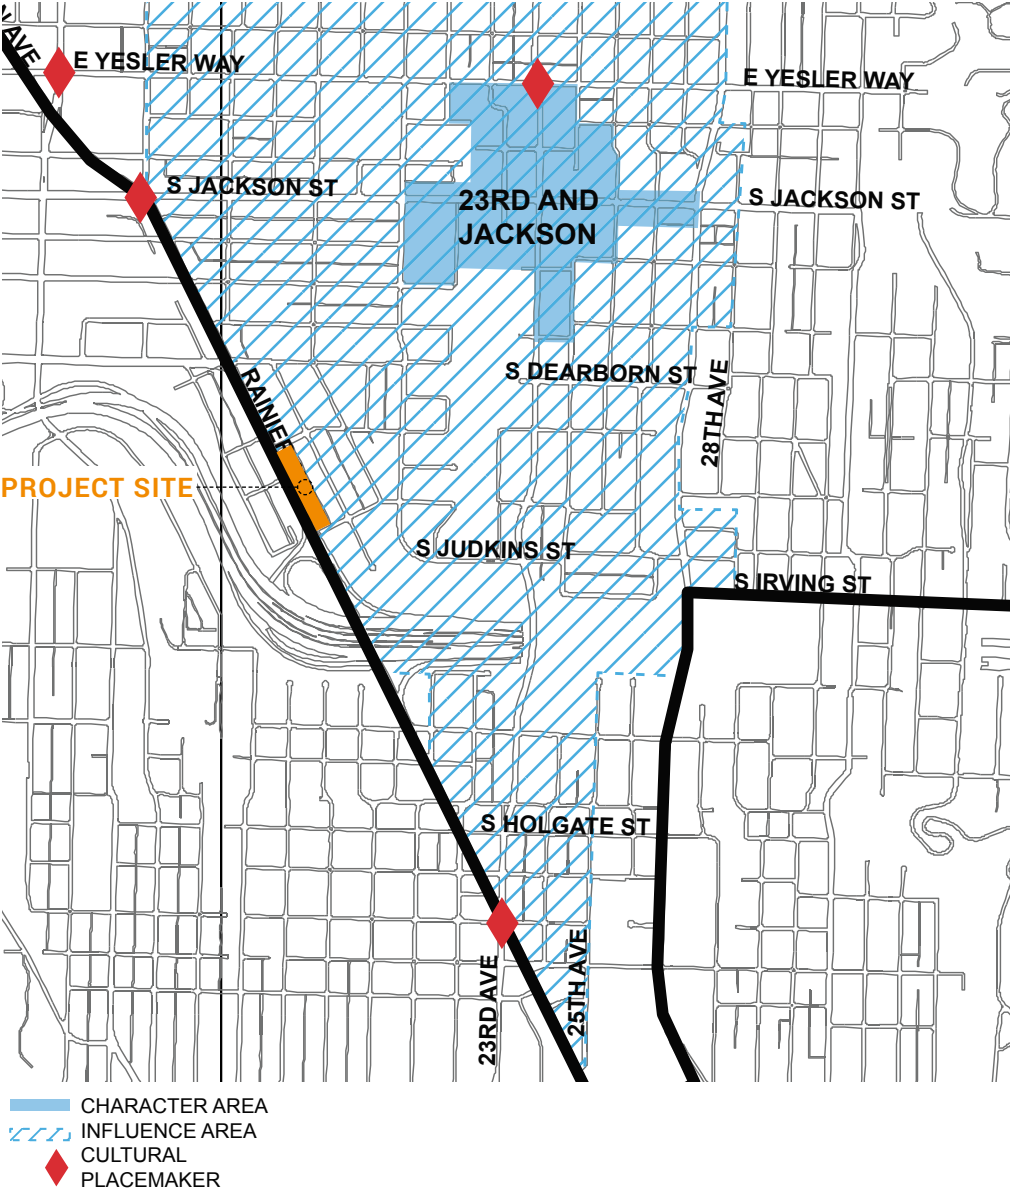 N AVE
E YESLER WAY
E YESLER WAY
S JACKSON ST
23RD AND
JACKSON
S JACKSON ST
S DEARBORN ST
28TH AVE
RAINIER
PROJECT SITE
S JUDKINS ST
S IRVING ST
S HOLGATE ST
23RD AVE
25TH AVE
CHARACTER AREA
INFLUENCE AREA
CULTURAL
PLACEMAKER